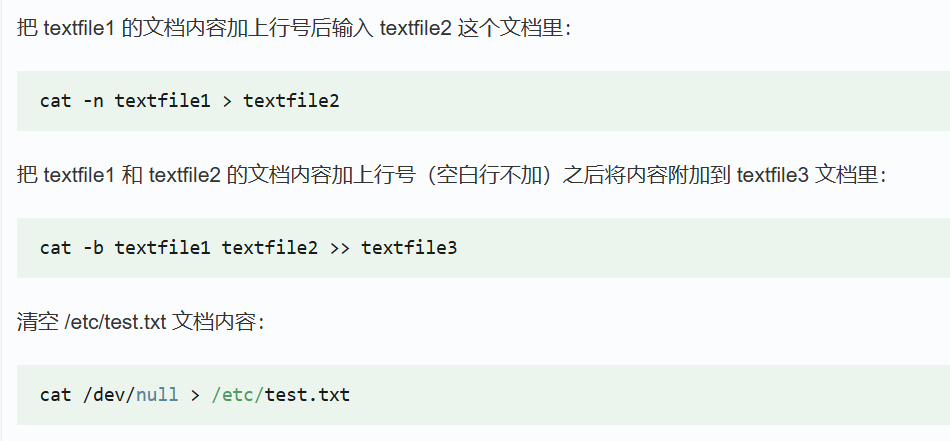 把 textfile1 的文档内容加上行号后输入 textfile2 这个文档里：
cat -n textfile1 > textfile2
把 textfile1 和 textfile2 的文档内容加上行号（空白行不加）之后将内容附加到 textfile3 文档里：
cat -b textfile1 textfile2 >> textfile3
清空 /etc/test.txt 文档内容：
cat /dev/null > /etc/test.txt